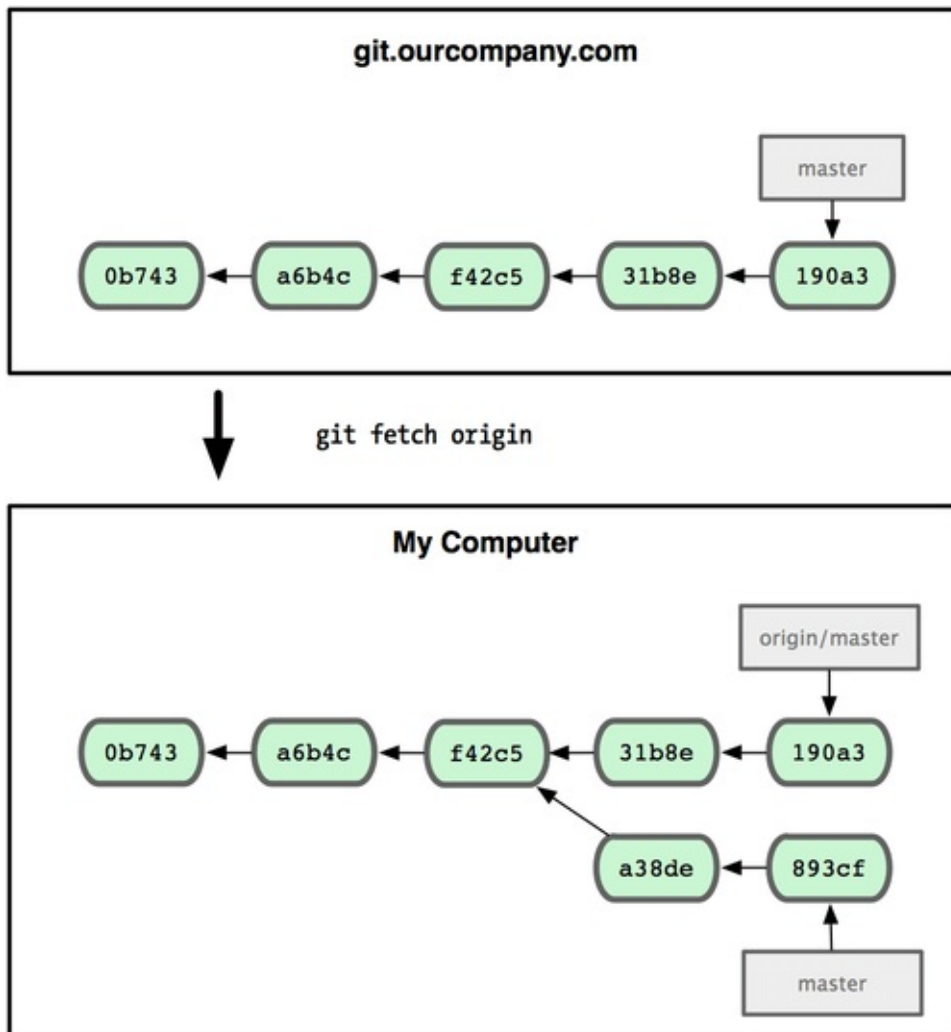 git.ourcompany.com
master
0b743 a6b4c f42c5 31b8e 190a3
git fetch origin
My Computer
origin/master
0b743 a6b4c f42c5 31b8e 190a3
a38de 893cf
master